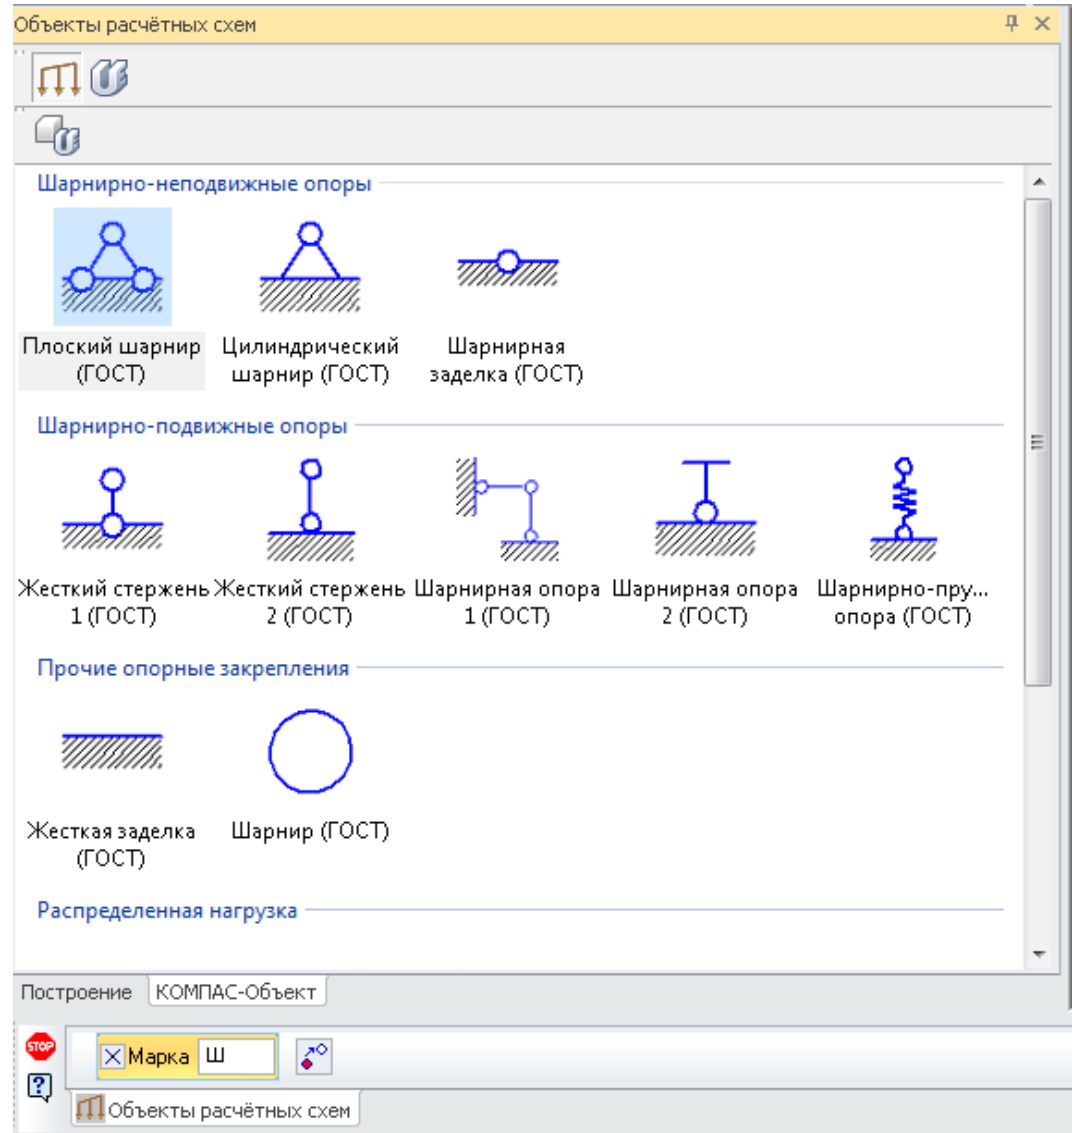 Объекты расчётных схем
Шарнирно-неподвижные опоры
Плоский шарнир (ГОСТ)
Цилиндрический шарнир (ГОСТ)
Шарнирная заделка (ГОСТ)
Шарнирно-подвижные опоры
Жесткий стержень 1 (ГОСТ)
Жесткий стержень 2 (ГОСТ)
Шарнирная опора 1 (ГОСТ)
Шарнирная опора 2 (ГОСТ)
Шарнирно-пру... опора (ГОСТ)
Прочие опорные закрепления
Жесткая заделка (ГОСТ)
Шарнир (ГОСТ)
Распределенная нагрузка
Построение
КОМПАС-Объект
STOP
Марка Ш
Объекты расчётных схем